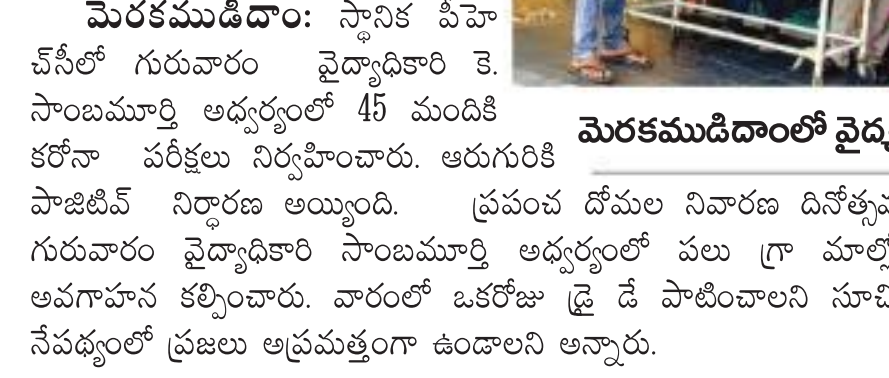 మెరకముడిదాం: స్థానిక పీహె
చ్‌సీలో గురువారం వైద్యాధికారి కె.
సాంబమూర్తి అధ్వర్యంలో 45 మందికి
కరోనా పరీక్షలు నిర్వహించారు. ఆరుగురికి
పాజిటివ్ నిర్ధారణ అయ్యింది. ప్రపంచ దోమల నివారణ దినోత్సవ
గురువారం వైద్యాధికారి సాంబమూర్తి అధ్వర్యంలో పలు గ్రా మాల్లో
అవగాహన కల్పించారు. వారంలో ఒకరోజు డ్రై డే పాటించాలని సూచి
నేపథ్యంలో ప్రజలు అప్రమత్తంగా ఉండాలని అన్నారు.
మెరకముడిదాంలో